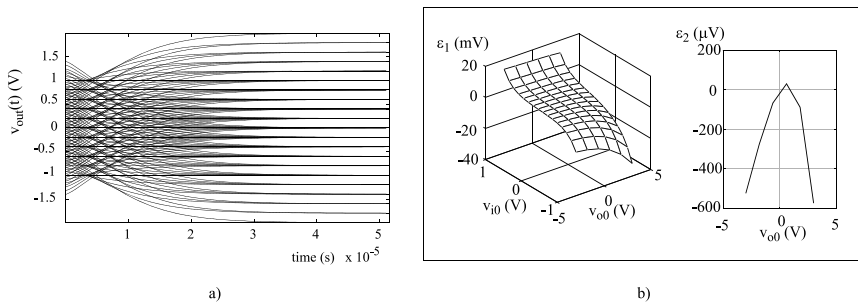 v_out(t) (V)
1.5
1
0.5
0
-0.5
-1
-1.5
1 2 3 4 5
time (s) x 10^-5
a)
ε_1 (mV)
20
0
-20
-40
1
0
-1
v_i0 (V)
-5
0
5
v_o0 (V)
ε_2 (µV)
200
0
-200
-400
-600
-5 0 5
v_o0 (V)
b)